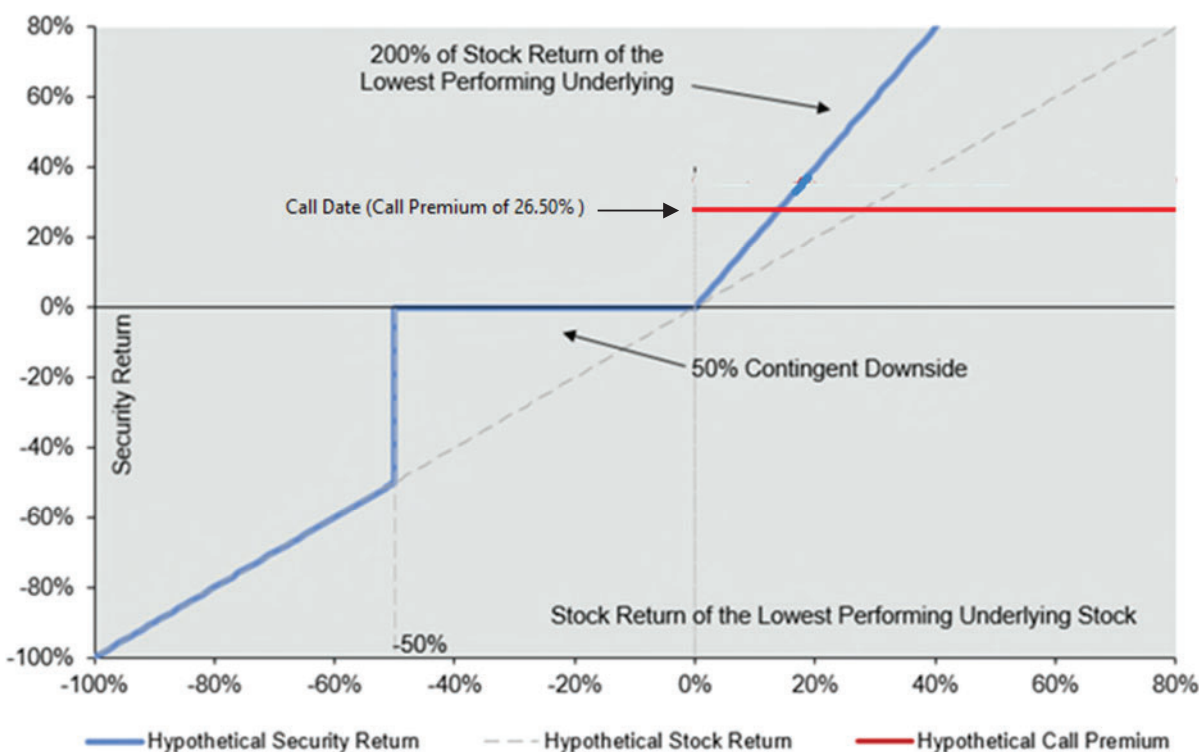 80%
200% of Stock Return of the
Lowest Performing Underlying
60%
40%
Call Date (Call Premium of 26.50% )
20%
0%
Security Return
-20%
50% Contingent Downside
-40%
-60%
-80%
Stock Return of the Lowest Performing Underlying Stock
-50%
-100%
-100% -80% -60% -40% -20% 0% 20% 40% 60% 80%
Hypothetical Security Return Hypothetical Stock Return Hypothetical Call Premium